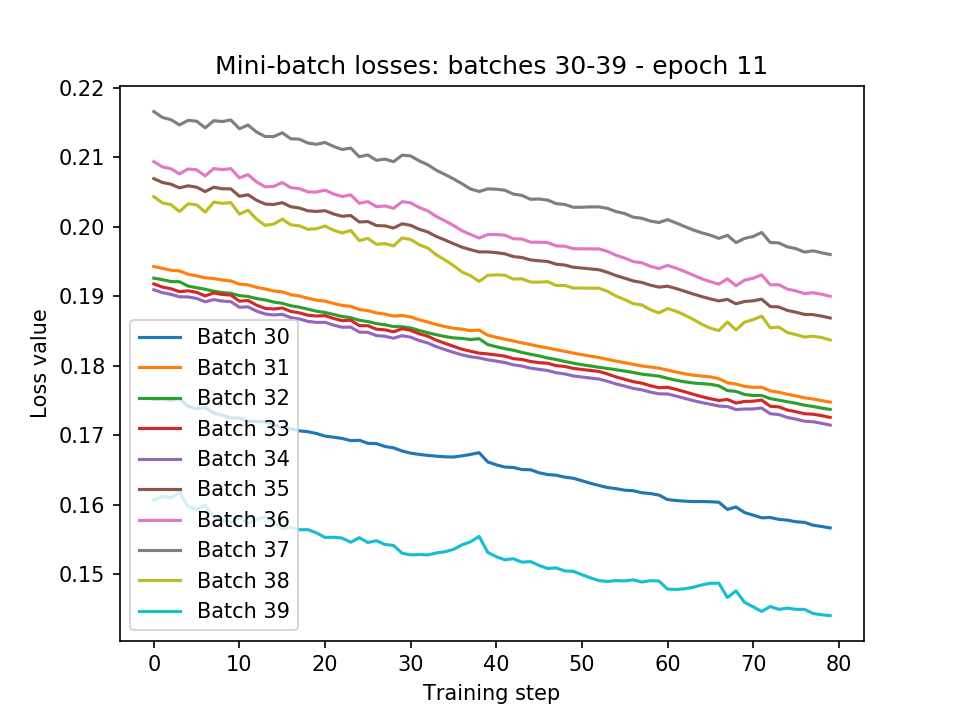 Mini-batch losses: batches 30-39 - epoch 11
Loss value
0.22
0.21
0.20
0.19
0.18
0.17
0.16
0.15
Batch 30
Batch 31
Batch 32
Batch 33
Batch 34
Batch 35
Batch 36
Batch 37
Batch 38
Batch 39
0 10 20 30 40 50 60 70 80
Training step